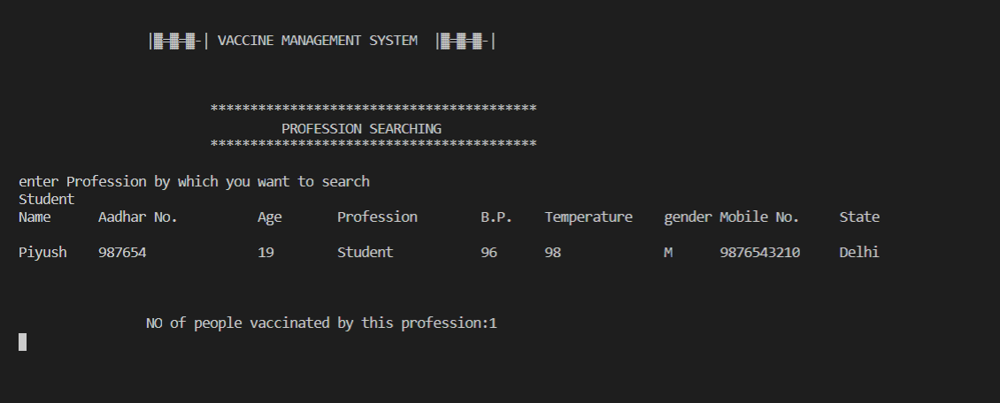 |▓=▓=▓-| VACCINE MANAGEMENT SYSTEM |▓=▓=▓-|
*****************************************
PROFESSION SEARCHING
*****************************************
enter Profession by which you want to search
Student
Name Aadhar No. Age Profession B.P. Temperature gender Mobile No. State
Piyush 987654 19 Student 96 98 M 9876543210 Delhi
NO of people vaccinated by this profession:1